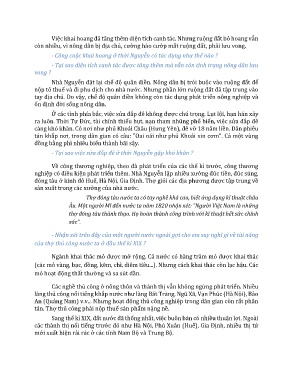 Việc khai hoang đã tăng thêm diện tích canh tác. Nhưng ruộng đất bỏ hoang vẫn
còn nhiều, vì nông dân bị địa chủ, cường hào cướp mất ruộng đất, phải lưu vong.
- Công cuộc khai hoang ở thời Nguyễn có tác dụng như thế nào ?
- Tại sao diện tích canh tác được tăng thêm mà vẫn còn tình trạng nông dân lưu
vong ?
Nhà Nguyễn đặt lại chế độ quân điền. Nông dân bị trói buộc vào ruộng đất để
nộp tô thuế và đi phu dịch cho nhà nước. Nhưng phần lớn ruộng đất đã tập trung vào
tay địa chủ. Do vậy, chế độ quân điền không còn tác dụng phát triển nông nghiệp và
ổn định đời sống nông dân.
Ở các tỉnh phía bắc, việc sửa đắp đê không được chú trọng. Lụt lội, hạn hán xảy
ra luôn. Thời Tự Đức, tài chính thiếu hụt, nạn tham nhũng phổ biến, việc sửa đắp đê
càng khó khăn. Có nơi như phủ Khoái Châu (Hưng Yên), đê vỡ 18 năm liền. Dân phiêu
tán khắp nơi, trong dân gian có câu: "Oai oái như phủ Khoái xin cơm". Cả một vùng
đồng bằng phì nhiêu biến thành bãi sậy.
- Tại sao việc sửa đắp đê ở thời Nguyễn gặp khó khăn ?
Về công thương nghiệp, theo đà phát triển của các thế kỉ trước, công thương
nghiệp có điều kiện phát triển thêm. Nhà Nguyễn lập nhiều xưởng đúc tiền, đúc súng,
đóng tàu ở kinh đô Huế, Hà Nội, Gia Định. Thợ giỏi các địa phương được tập trung về
sản xuất trong các xưởng của nhà nước.
Thợ đóng tàu nước ta có tay nghề khá cao, biết ứng dụng kĩ thuật châu
Âu. Một người Mĩ đến nước ta năm 1820 nhận xét: "Người Việt Nam là những
thợ đóng tàu thành thạo. Họ hoàn thành công trình với kĩ thuật hết sức chính
xác".
- Nhận xét trên đây của một người nước ngoài gợi cho em suy nghĩ gì về tài năng
của thợ thủ công nước ta ở đầu thế kỉ XIX ?
Ngành khai thác mỏ được mở rộng. Cả nước có hàng trăm mỏ được khai thác
(các mỏ vàng, bạc, đồng, kẽm, chì, diêm tiêu...). Nhưng cách khai thác còn lạc hậu. Các
mỏ hoạt động thất thường và sa sút dần.
Các nghề thủ công ở nông thôn và thành thị vẫn không ngừng phát triển. Nhiều
làng thủ công nổi tiếng khắp nước như làng Bát Tràng, Ngũ Xã, Vạn Phúc (Hà Nội), Bảo
An (Quảng Nam) v.v.. Nhưng hoạt động thủ công nghiệp trong dân gian còn rất phân
tán. Thợ thủ công phải nộp thuế sản phẩm nặng nề.
Sang thế kỉ XIX, đất nước đã thống nhất, việc buôn bán có nhiều thuận lợi. Ngoài
các thành thị nổi tiếng trước đó như Hà Nội, Phú Xuân (Huế), Gia Định, nhiều thị tứ
mới xuất hiện rải rác ở các tỉnh Nam Bộ và Trung Bộ.